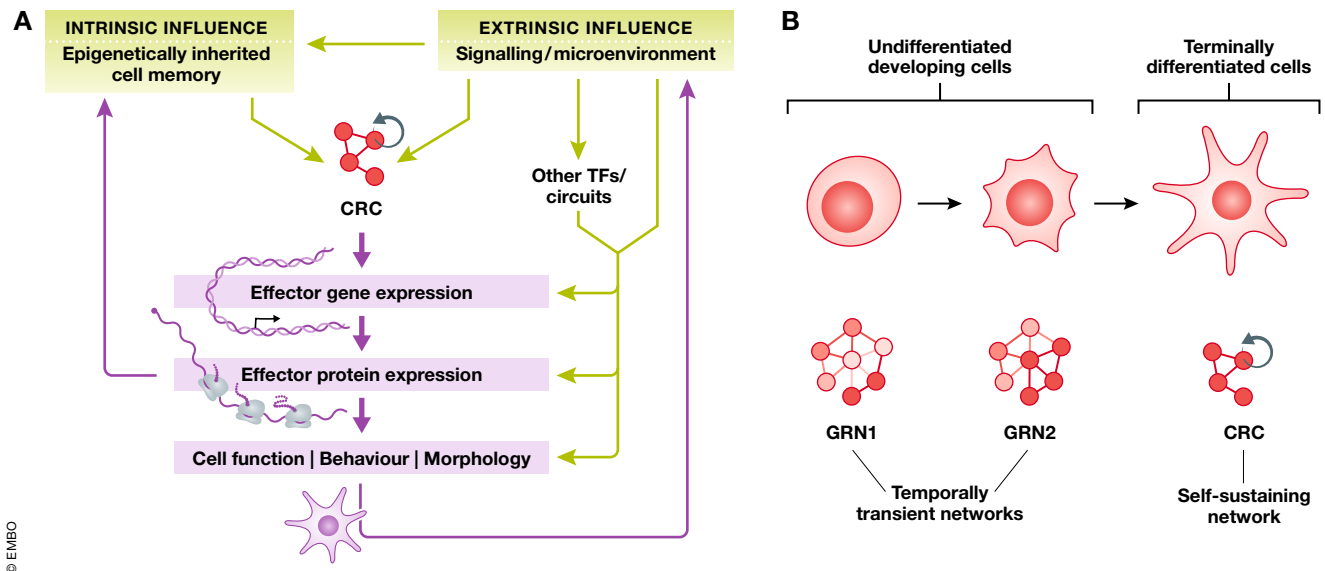 A
INTRINSIC INFLUENCE
Epigenetically inherited
cell memory
EXTRINSIC INFLUENCE
Signalling/microenvironment
CRC
Other TFs/
circuits
Effector gene expression
Effector protein expression
Cell function | Behaviour | Morphology
© EMBO
B
Undifferentiated
developing cells
Terminally
differentiated cells
GRN1
GRN2
CRC
Temporally
transient networks
Self-sustaining
network